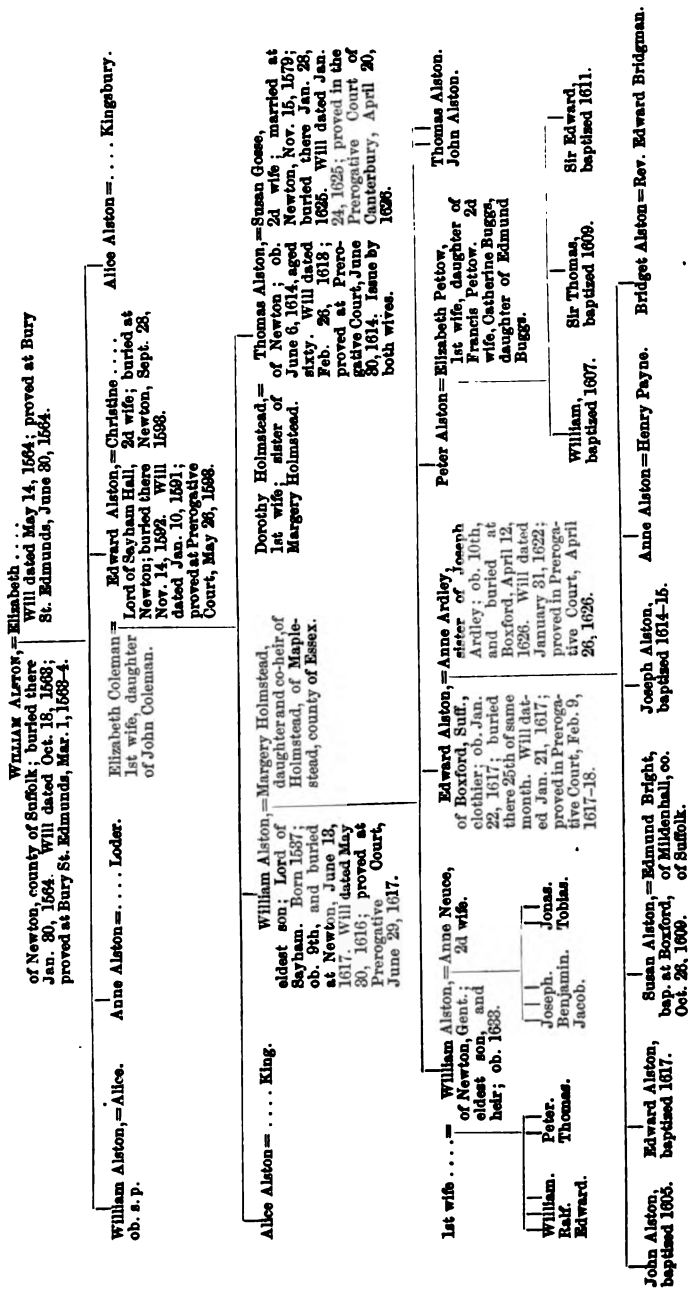 WILLIAM ALSTON,=Elizabeth ....
of Newton, county of Suffolk; buried there
Jan. 30, 1564. Will dated Oct. 18, 1563;
proved at Bury St. Edmunds, Mar. 1, 1563-4.
Will dated May 14, 1564; proved at Bury
St. Edmunds, June 30, 1564.
William Alston,=Alice.
ob. s. p.
Anne Alston=.... Loder.
Elizabeth Coleman=
1st wife, daughter
of John Coleman.
Edward Alston,=Christine ....
Lord of Sayham Hall,
Newton; buried there
Nov. 14, 1592. Will
dated Jan. 10, 1591;
proved at Prerogative
Court, May 26, 1598.
2d wife; buried at
Newton, Sept. 28,
1598.
Alice Alston=.... Kingsbury.
Alice Alston=.... King.
William Alston,=Margery Holmstead,
eldest son; Lord of
Sayham. Born 1537;
ob. 9th, and buried
at Newton, June 13,
1617. Will dated May
30, 1616; proved at
Prerogative Court,
June 29, 1617.
daughter and co-heir, of
Holmstead, of Maple-
stead, county of Essex.
Dorothy Holmstead,=
1st wife; sister of
Margery Holmstead.
Thomas Alston,=Susan Gosse,
of Newton; ob.
June 6, 1614, aged
sixty. Will dated
Feb. 26, 1613;
proved at Prero-
gative Court, June
30, 1614. Issue by
both wives.
2d wife; married at
Newton, Nov. 15, 1579;
buried there Jan. 28,
1625. Will dated Jan.
24, 1625; proved in the
Prerogative Court of
Canterbury, April 20,
1626.
1st wife ....=
William Alston,=Anne Neuce,
of Newton, Gent.;
eldest son, and
heir; ob. 1633.
2d wife.
Edward Alston,=Anne Ardley,
of Boxford, Suff.,
clothier; ob. Jan.
22, 1617; buried
there 25th of same
month. Will dat-
ed Jan. 21, 1617;
proved in Preroga-
tive Court, Feb. 9,
1617-18.
sister of Joseph
Ardley; ob. 10th,
and buried at
Boxford, April 12,
1626. Will dated
January 31, 1622;
proved in Preroga-
tive Court, April
26, 1626.
Peter Alston=Elizabeth Pettow,
1st wife, daughter of
Francis Pettow. 2d
wife, Catherine Buggs,
daughter of Edmund
Buggs.
Thomas Alston.
John Alston.
William.
Ralf.
Edward.
Peter.
Thomas.
Joseph.
Benjamin.
Jacob.
Jonas.
Tobias.
William,
baptized 1607.
Sir Thomas,
baptized 1609.
Sir Edward,
baptized 1611.
John Alston,
baptized 1605.
Edward Alston,
baptized 1617.
Susan Alston,=Edmund Bright,
bap. at Boxford,
Oct. 26, 1609.
of Mildenhall, co.
of Suffolk.
Joseph Alston,
baptized 1614-15.
Anne Alston=Henry Payne.
Bridget Alston=Rev. Edward Bridgman.